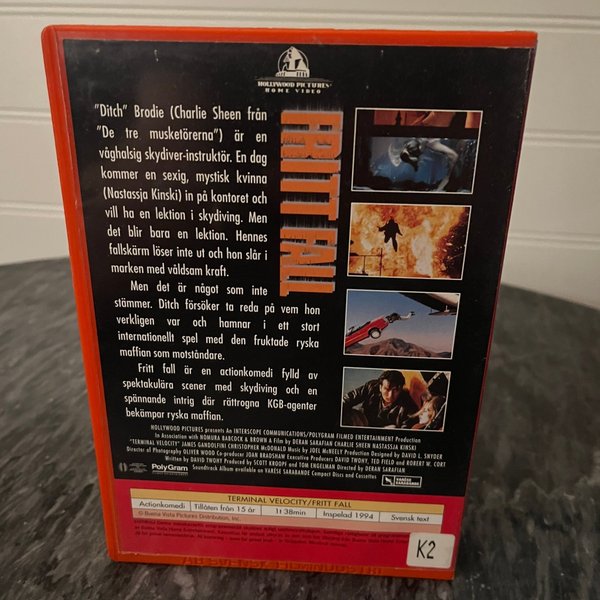 HOLLYWOOD PICTURES
HOME VIDEO
"Ditch" Brodie (Charlie Sheen från
"De tre musketörerna") är en
våghalsig skydiver-instruktör. En dag
kommer en sexig, mystisk kvinna
(Nastassja Kinski) in på kontoret och
vill ha en lektion i skydiving. Men
det blir bara en lektion. Hennes
fallskärm löser inte ut och hon slår i
marken med våldsam kraft.
Men det är något som inte
stämmer. Ditch försöker ta reda på vem hon
verkligen var och hamnar i ett stort
internationellt spel med den fruktade ryska
maffian som motståndare.
Fritt fall är en actionkomedi fylld av
spektakulära scener med skydiving och en
spännande intrig där rättrogna KGB-agenter
bekämpar ryska maffian.
FRITT FALL
HOLLYWOOD PICTURES presents An INTERSCOPE COMMUNICATIONS/POLYGRAM FILMED ENTERTAINMENT Production
In Association with NOMURA BABCOCK & BROWN A Film by DERAN SARAFIAN CHARLIE SHEEN NASTASSJA KINSKI
"TERMINAL VELOCITY" JAMES GANDOLFINI CHRISTOPHER McDONALD Music by JOEL McNEELY Production Designed by DAVID L. SNYDER
Director of Photography OLIVER WOOD Co-producer JOAN BRADSHAW Executive Producers DAVID TWOHY, TED FIELD and ROBERT W. CORT
Written by DAVID TWOHY Produced by SCOTT KROOPF and TOM ENGELMAN Directed by DERAN SARAFIAN
PolyGram
Soundtrack Album available on VARÈSE SARABANDE Compact Discs and Cassettes
VARÈSE
SARABANDE
TERMINAL VELOCITY/FRITT FALL
Actionkomedi
Tillåten från 15 år
1t 38min
Inspelad 1994
Svensk text
© Buena Vista Pictures Distribution, Inc.
K2